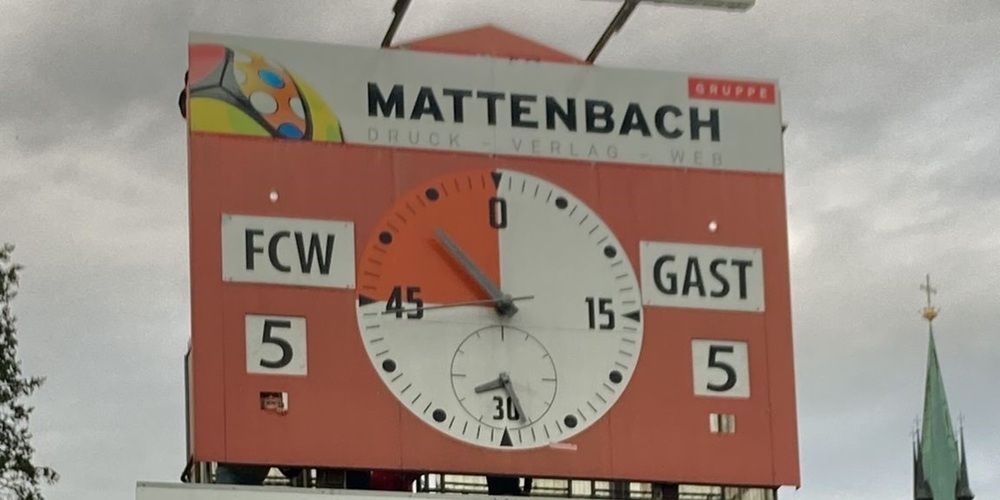 GRUPPE
MATTENBACH
DRUCK - VERLAG - WEB
0
FCW
GAST
45
15
5
5
30